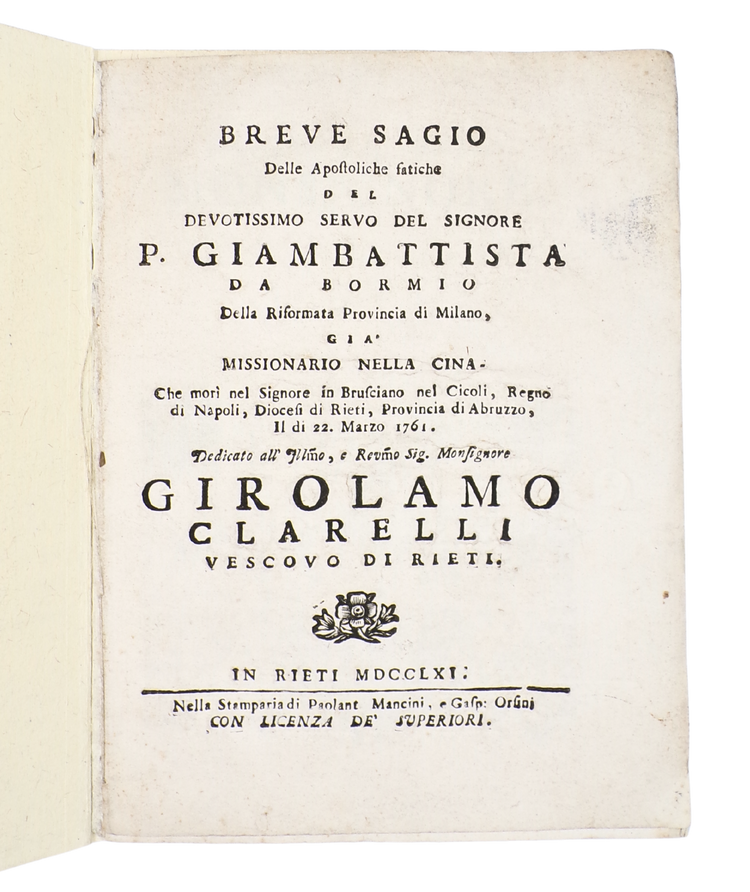 BREVE SAGIO
Delle Apoſtoliche fatiche
DEL
DEVOTISSIMO SERVO DEL SIGNORE
P. GIAMBATTISTA
DA BORMIO
Della Riformata Provincia di Milano,
GIA'
MISSIONARIO NELLA CINA.
Che morì nel Signore in Bruſciano nel Cicoli, Regno
di Napoli, Dioceſi di Rieti, Provincia di Abruzzo,
Il di 22. Marzo 1761.
Dedicato all' Illmo, e Revmo Sig. Monſignore
GIROLAMO
CLARELLI
VESCOVO DI RIETI.
IN RIETI MDCCLXI.
Nella Stamparia di Paolant Mancini, e Gaſp: Orſini
CON LICENZA DE' SUPERIORI.